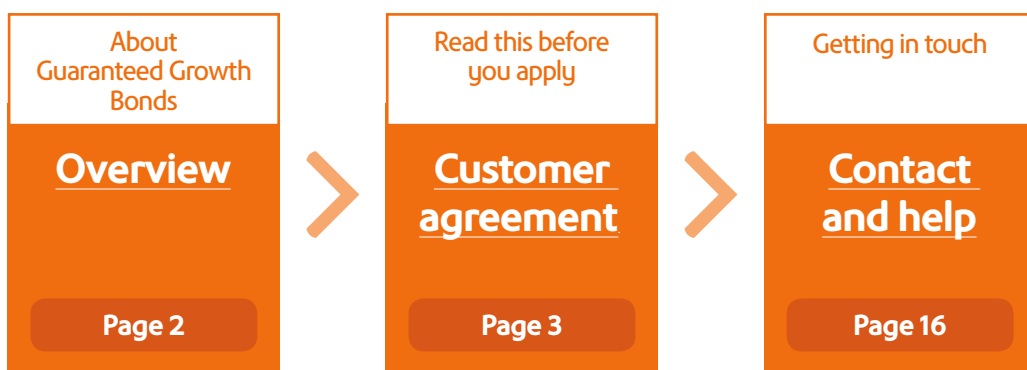 About
Guaranteed Growth
Bonds
Overview
Page 2
Read this before
you apply
Customer
agreement
Page 3
Getting in touch
Contact
and help
Page 16